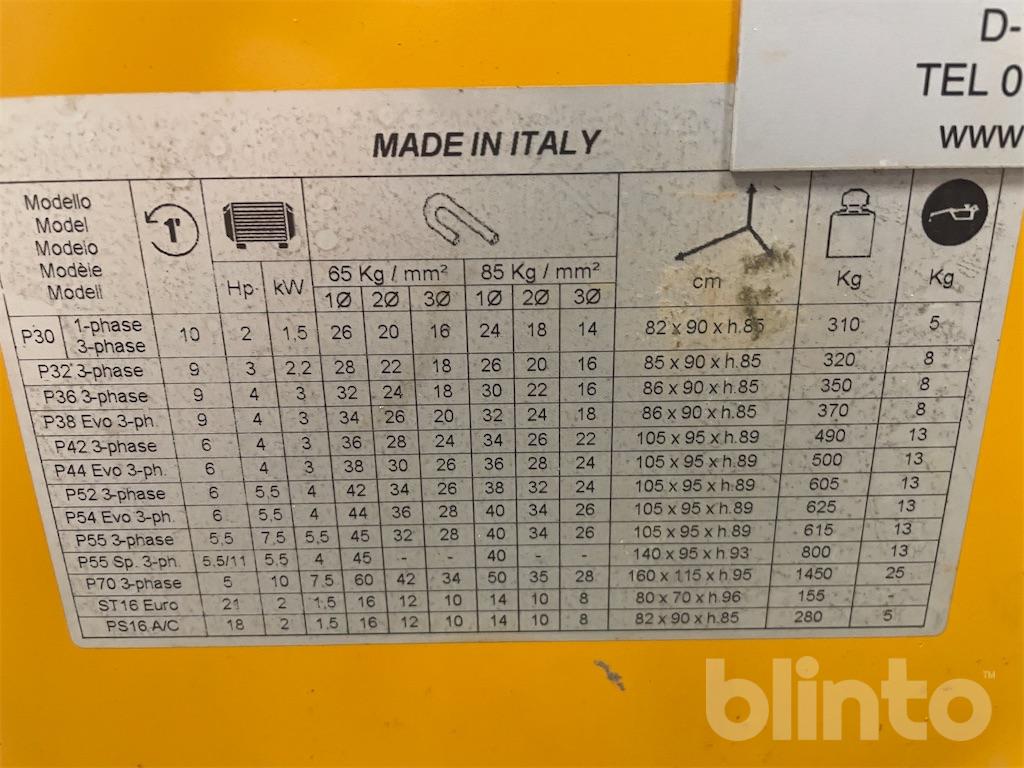 D-
TEL 0
www
MADE IN ITALY
Modello
Model
Modelo
Modèle
Modell
1'
Hp kW 65 Kg / mm² 85 Kg / mm² cm Kg Kg
1Ø 2Ø 3Ø 1Ø 2Ø 3Ø
P30 1-phase 3-phase 10 2 1,5 26 20 16 24 18 14 82 x 90 x h.85 310 5
P32 3-phase 9 3 2,2 28 22 18 26 20 16 85 x 90 x h.85 320 8
P36 3-phase 9 4 3 32 24 18 30 22 16 86 x 90 x h.85 350 8
P38 Evo 3-ph. 9 4 3 34 26 20 32 24 18 86 x 90 x h.85 370 8
P42 3-phase 6 4 3 36 28 24 34 26 22 105 x 95 x h.89 490 13
P44 Evo 3-ph. 6 4 3 38 30 26 36 28 24 105 x 95 x h.89 500 13
P52 3-phase 6 5,5 4 42 34 26 38 32 24 105 x 95 x h.89 605 13
P54 Evo 3-ph. 6 5,5 4 44 36 28 40 34 26 105 x 95 x h.89 625 13
P55 3-phase 5,5 7,5 5,5 45 32 28 40 34 26 105 x 95 x h.89 615 13
P55 Sp. 3-ph. 5,5/11 5,5 4 45 - - 40 - - 140 x 95 x h.93 800 13
P70 3-phase 5 10 7,5 60 42 34 50 35 28 160 x 115 x h.95 1450 25
ST16 Euro 21 2 1,5 16 12 10 14 10 8 80 x 70 x h.96 155 -
PS16 A/C 18 2 1,5 16 12 10 14 10 8 82 x 90 x h.85 280 5
blinto™